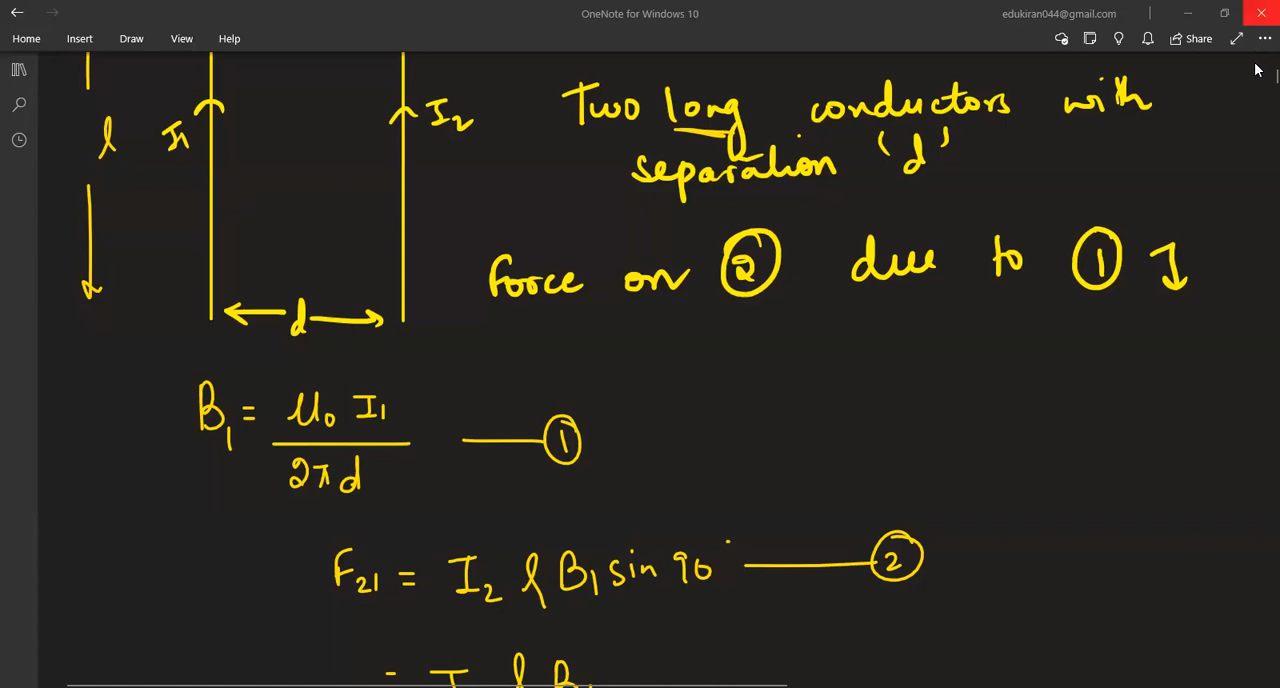 OneNote for Windows 10
edukiran044@gmail.com
Home Insert Draw View Help
Share
l I1 I2
Two long conductors with
separation 'd'
Force on 2 due to 1
d
B1 = μ0 I1
2π d
1
F21 = I2 l B1 sin 90° 2
= I l B